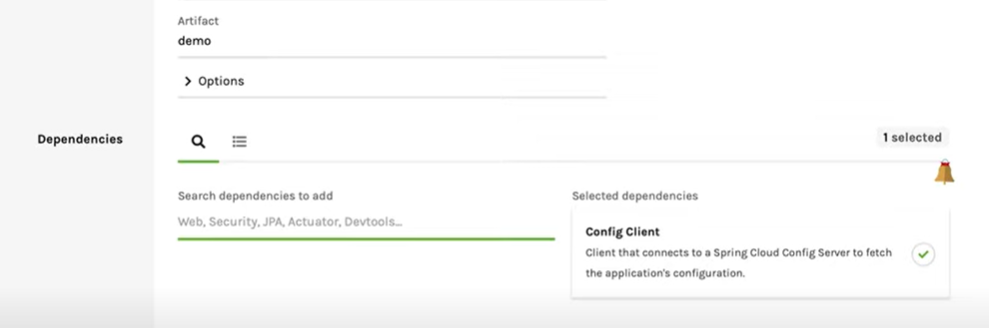 Artifact
demo
Options
Dependencies
1 selected
Search dependencies to add
Web, Security, JPA, Actuator, Devtools...
Selected dependencies
Config Client
Client that connects to a Spring Cloud Config Server to fetch
the application's configuration.